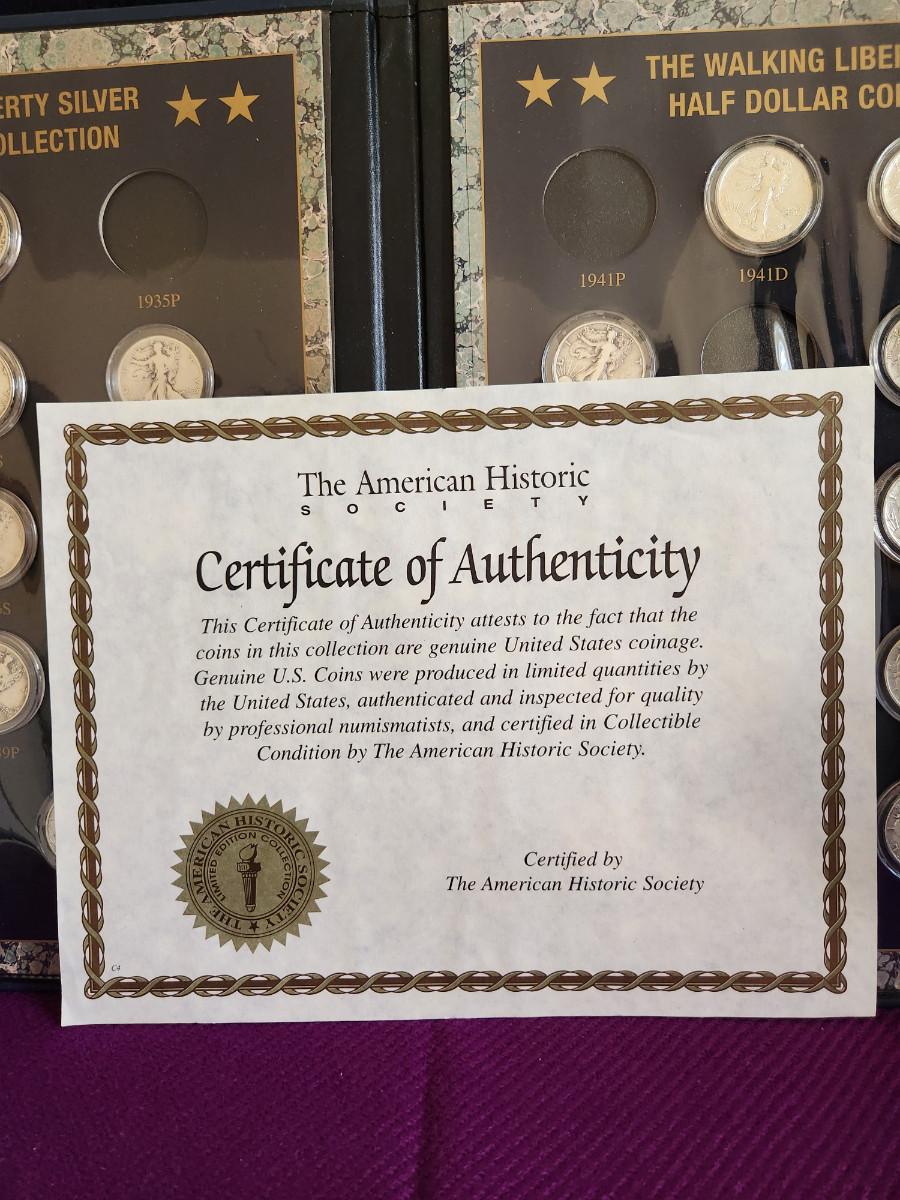 ERTY SILVER
OLLECTION
1935P
S
9P
THE WALKING LIBE
HALF DOLLAR CO
1941P
1941D
The American Historic
SOCIETY
Certificate of Authenticity
This Certificate of Authenticity attests to the fact that the
coins in this collection are genuine United States coinage.
Genuine U.S. Coins were produced in limited quantities by
the United States, authenticated and inspected for quality
by professional numismatists, and certified in Collectible
Condition by The American Historic Society.
THE AMERICAN HISTORIC SOCIETY
LIMITED EDITION COLLECTION
Certified by
The American Historic Society
C4